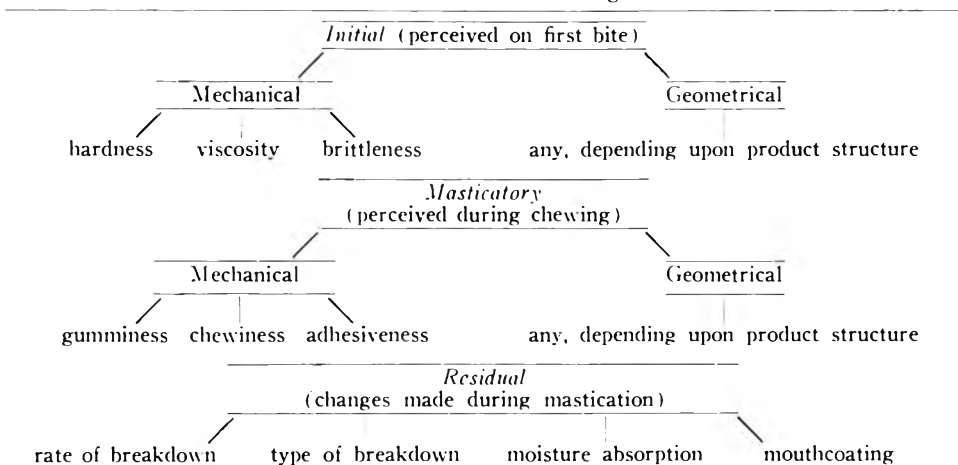 Initial (perceived on first bite)
Mechanical Geometrical
hardness viscosity brittleness any, depending upon product structure
Masticatory
(perceived during chewing)
Mechanical Geometrical
gumminess chewiness adhesiveness any, depending upon product structure
Residual
(changes made during mastication)
rate of breakdown type of breakdown moisture absorption mouthcoating